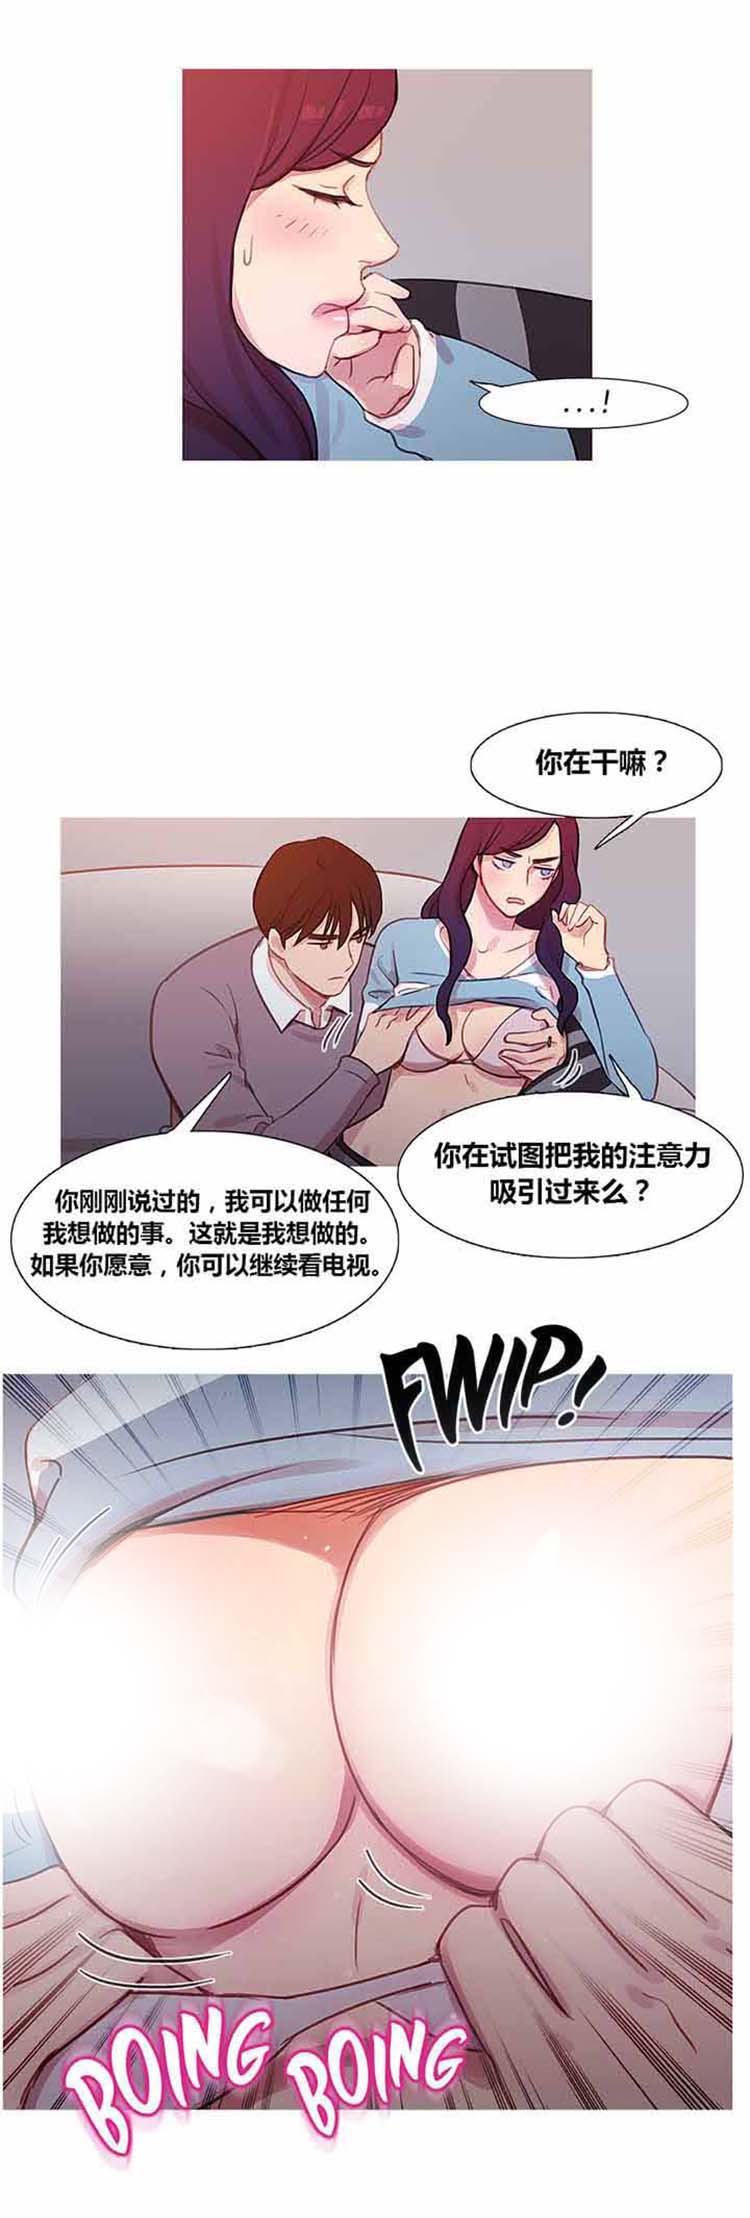 ...!
你在干嘛？
你在试图把我的注意力
吸引过来么？
你刚刚说过的，我可以做任何
我想做的事。这就是我想做的。
如果你愿意，你可以继续看电视。
FWIP!
BOING
BOING